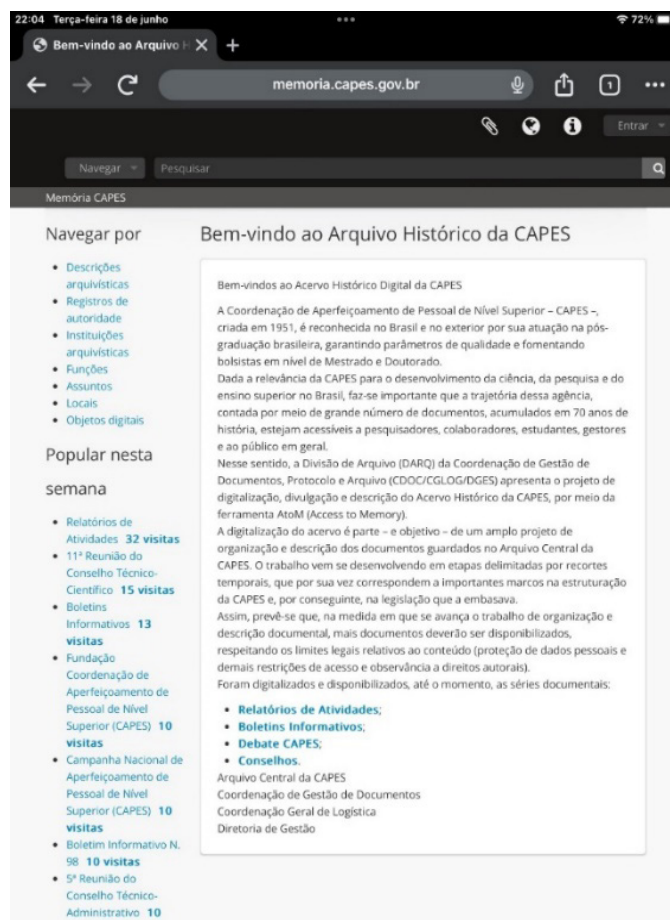 22:04 Terça-feira 18 de junho
72%
Bem-vindo ao Arquivo H
memoria.capes.gov.br
1
Entrar
Navegar
Pesquisar
Memória CAPES
Navegar por
• Descrições
arquivísticas
• Registros de
autoridade
• Instituições
arquivísticas
• Funções
• Assuntos
• Locais
• Objetos digitais
Popular nesta
semana
• Relatórios de
Atividades 32 visitas
• 11ª Reunião do
Conselho Técnico-
Científico 15 visitas
• Boletins
Informativos 13
visitas
• Fundação
Coordenação de
Aperfeiçoamento de
Pessoal de Nível
Superior (CAPES) 10
visitas
• Campanha Nacional de
Aperfeiçoamento de
Pessoal de Nível
Superior (CAPES) 10
visitas
• Boletim Informativo N.
98 10 visitas
• 5ª Reunião do
Conselho Técnico-
Administrativo 10
Bem-vindo ao Arquivo Histórico da CAPES
Bem-vindos ao Acervo Histórico Digital da CAPES
A Coordenação de Aperfeiçoamento de Pessoal de Nível Superior – CAPES –,
criada em 1951, é reconhecida no Brasil e no exterior por sua atuação na pós-
graduação brasileira, garantindo parâmetros de qualidade e fomentando
bolsistas em nível de Mestrado e Doutorado.
Dada a relevância da CAPES para o desenvolvimento da ciência, da pesquisa e do
ensino superior no Brasil, faz-se importante que a trajetória dessa agência,
contada por meio de grande número de documentos, acumulados em 70 anos de
história, estejam acessíveis a pesquisadores, colaboradores, estudantes, gestores
e ao público em geral.
Nesse sentido, a Divisão de Arquivo (DARQ) da Coordenação de Gestão de
Documentos, Protocolo e Arquivo (CDOC/CGLOG/DGES) apresenta o projeto de
digitalização, divulgação e descrição do Acervo Histórico da CAPES, por meio da
ferramenta AtoM (Access to Memory).
A digitalização do acervo é parte – e objetivo – de um amplo projeto de
organização e descrição dos documentos guardados no Arquivo Central da
CAPES. O trabalho vem se desenvolvendo em etapas delimitadas por recortes
temporais, que por sua vez correspondem a importantes marcos na estruturação
da CAPES e, por conseguinte, na legislação que a embasava.
Assim, prevê-se que, na medida em que se avança o trabalho de organização e
descrição documental, mais documentos deverão ser disponibilizados,
respeitando os limites legais relativos ao conteúdo (proteção de dados pessoais e
demais restrições de acesso e observância a direitos autorais).
Foram digitalizados e disponibilizados, até o momento, as séries documentais:
• Relatórios de Atividades;
• Boletins Informativos;
• Debate CAPES;
• Conselhos.
Arquivo Central da CAPES
Coordenação de Gestão de Documentos
Coordenação Geral de Logística
Diretoria de Gestão